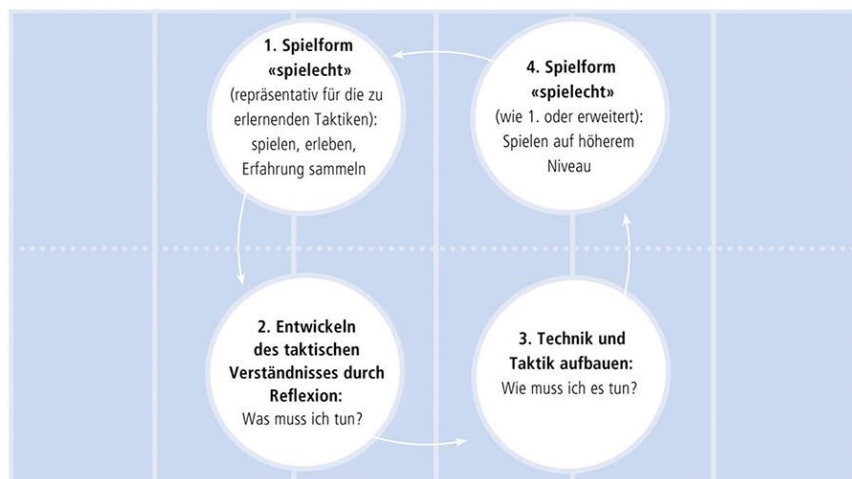 1. Spielform
«spielecht»
(repräsentativ für die zu
erlernenden Taktiken):
spielen, erleben,
Erfahrung sammeln
2. Entwickeln
des taktischen
Verständnisses durch
Reflexion:
Was muss ich tun?
3. Technik und
Taktik aufbauen:
Wie muss ich es tun?
4. Spielform
«spielecht»
(wie 1. oder erweitert):
Spielen auf höherem
Niveau